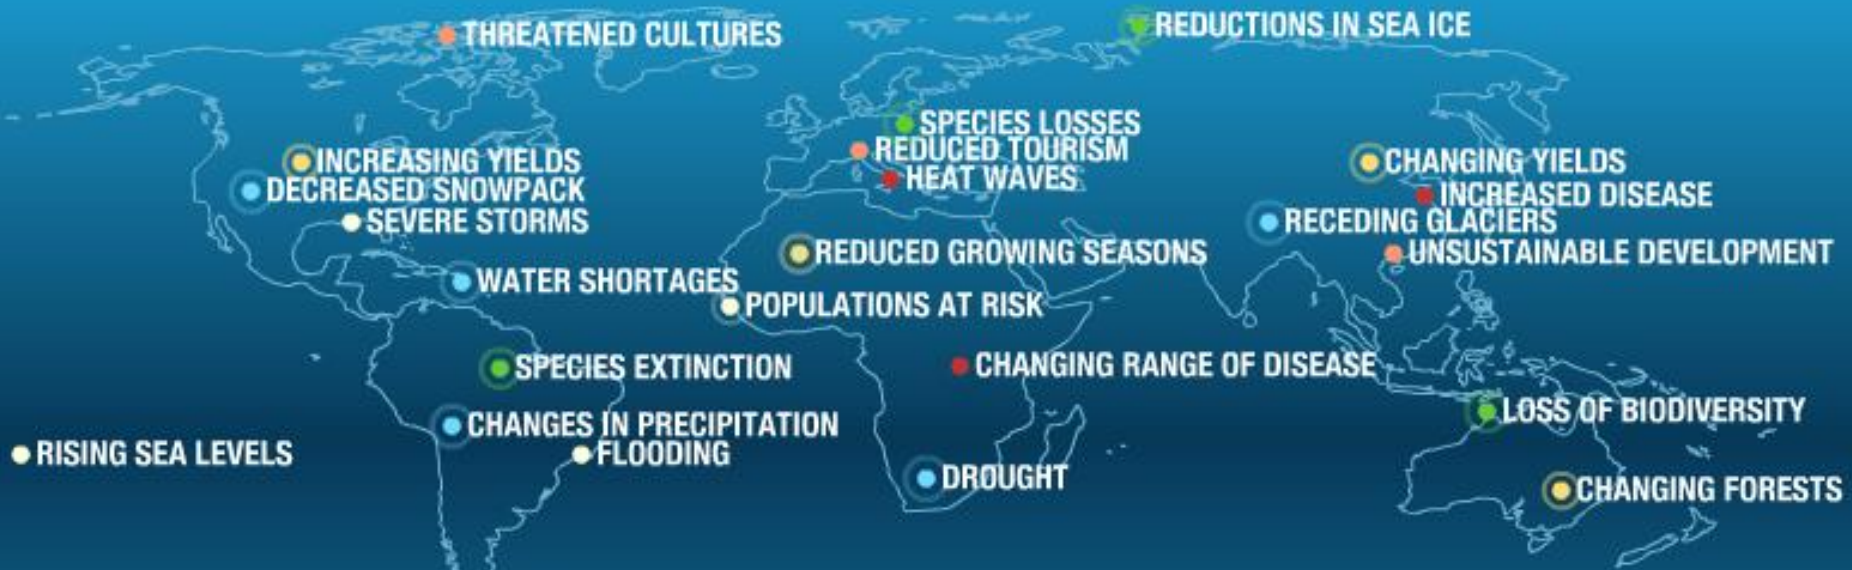 THREATENED CULTURES
REDUCTIONS IN SEA ICE
SPECIES LOSSES
REDUCED TOURISM
INCREASING YIELDS
CHANGING YIELDS
HEAT WAVES
DECREASED SNOWPACK
INCREASED DISEASE
SEVERE STORMS
RECEDING GLACIERS
REDUCED GROWING SEASONS
UNSUSTAINABLE DEVELOPMENT
WATER SHORTAGES
POPULATIONS AT RISK
SPECIES EXTINCTION
CHANGING RANGE OF DISEASE
LOSS OF BIODIVERSITY
CHANGES IN PRECIPITATION
RISING SEA LEVELS
FLOODING
DROUGHT
CHANGING FORESTS